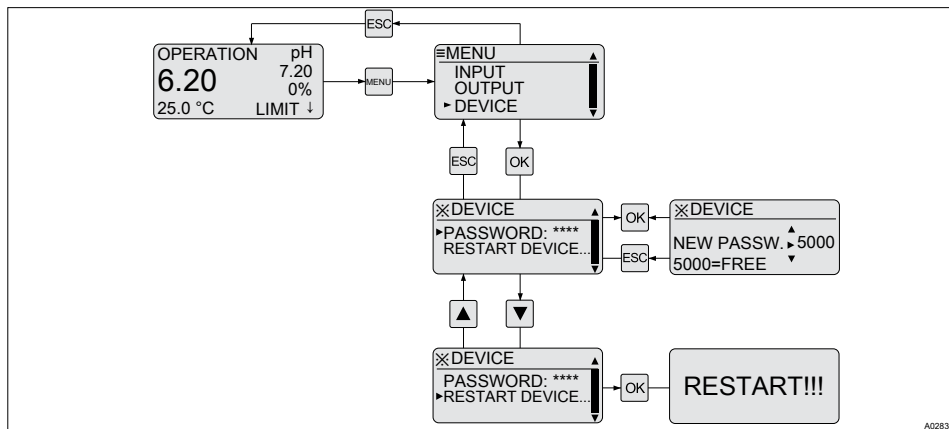 ESC
OPERATION pH
6.20 7.20
0%
25.0 °C LIMIT ↓
MENU
≡MENU
INPUT
OUTPUT
►DEVICE
ESC
OK
※DEVICE
►PASSWORD: ****
RESTART DEVICE...
OK
ESC
※DEVICE
NEW PASSW. ►5000
5000=FREE
▲
▼
※DEVICE
PASSWORD: ****
►RESTART DEVICE...
OK
RESTART!!!
A0283